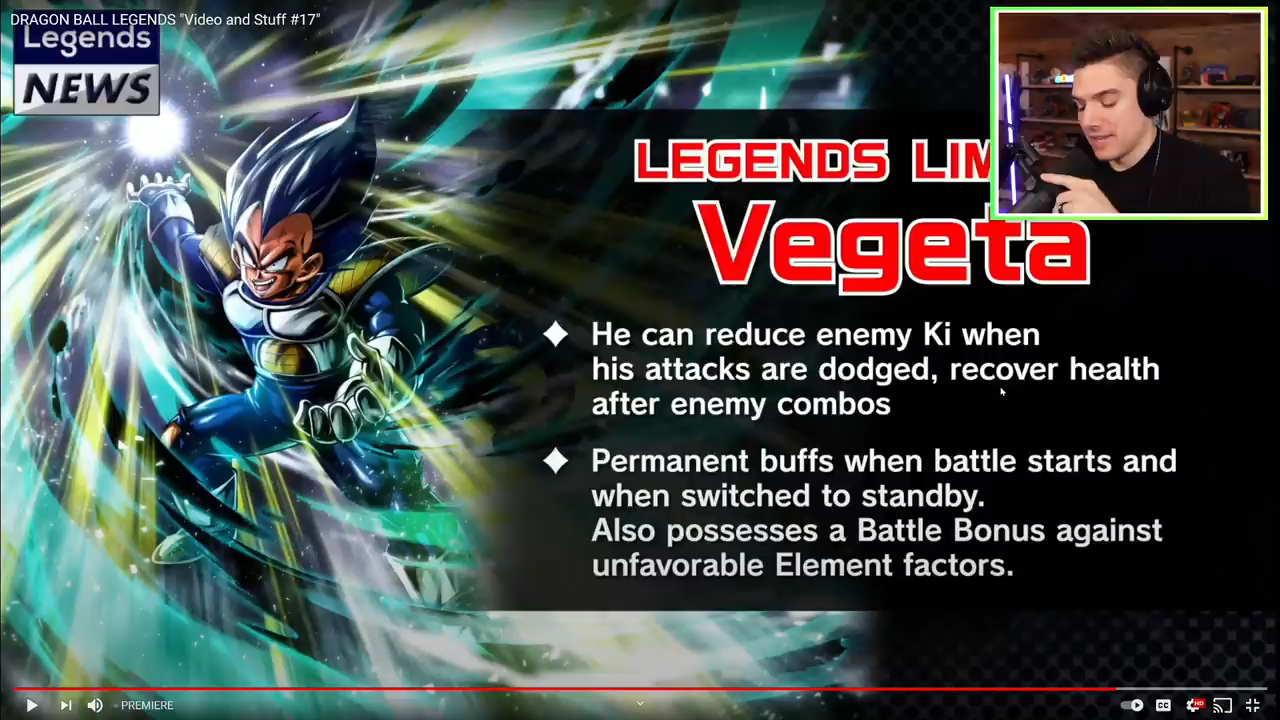 DRAGON BALL LEGENDS "Video and Stuff #17"
Legends
NEWS
LEGENDS LIM
Vegeta
He can reduce enemy Ki when
his attacks are dodged, recover health
after enemy combos
Permanent buffs when battle starts and
when switched to standby.
Also possesses a Battle Bonus against
unfavorable Element factors.
PREMIERE
CC
HD